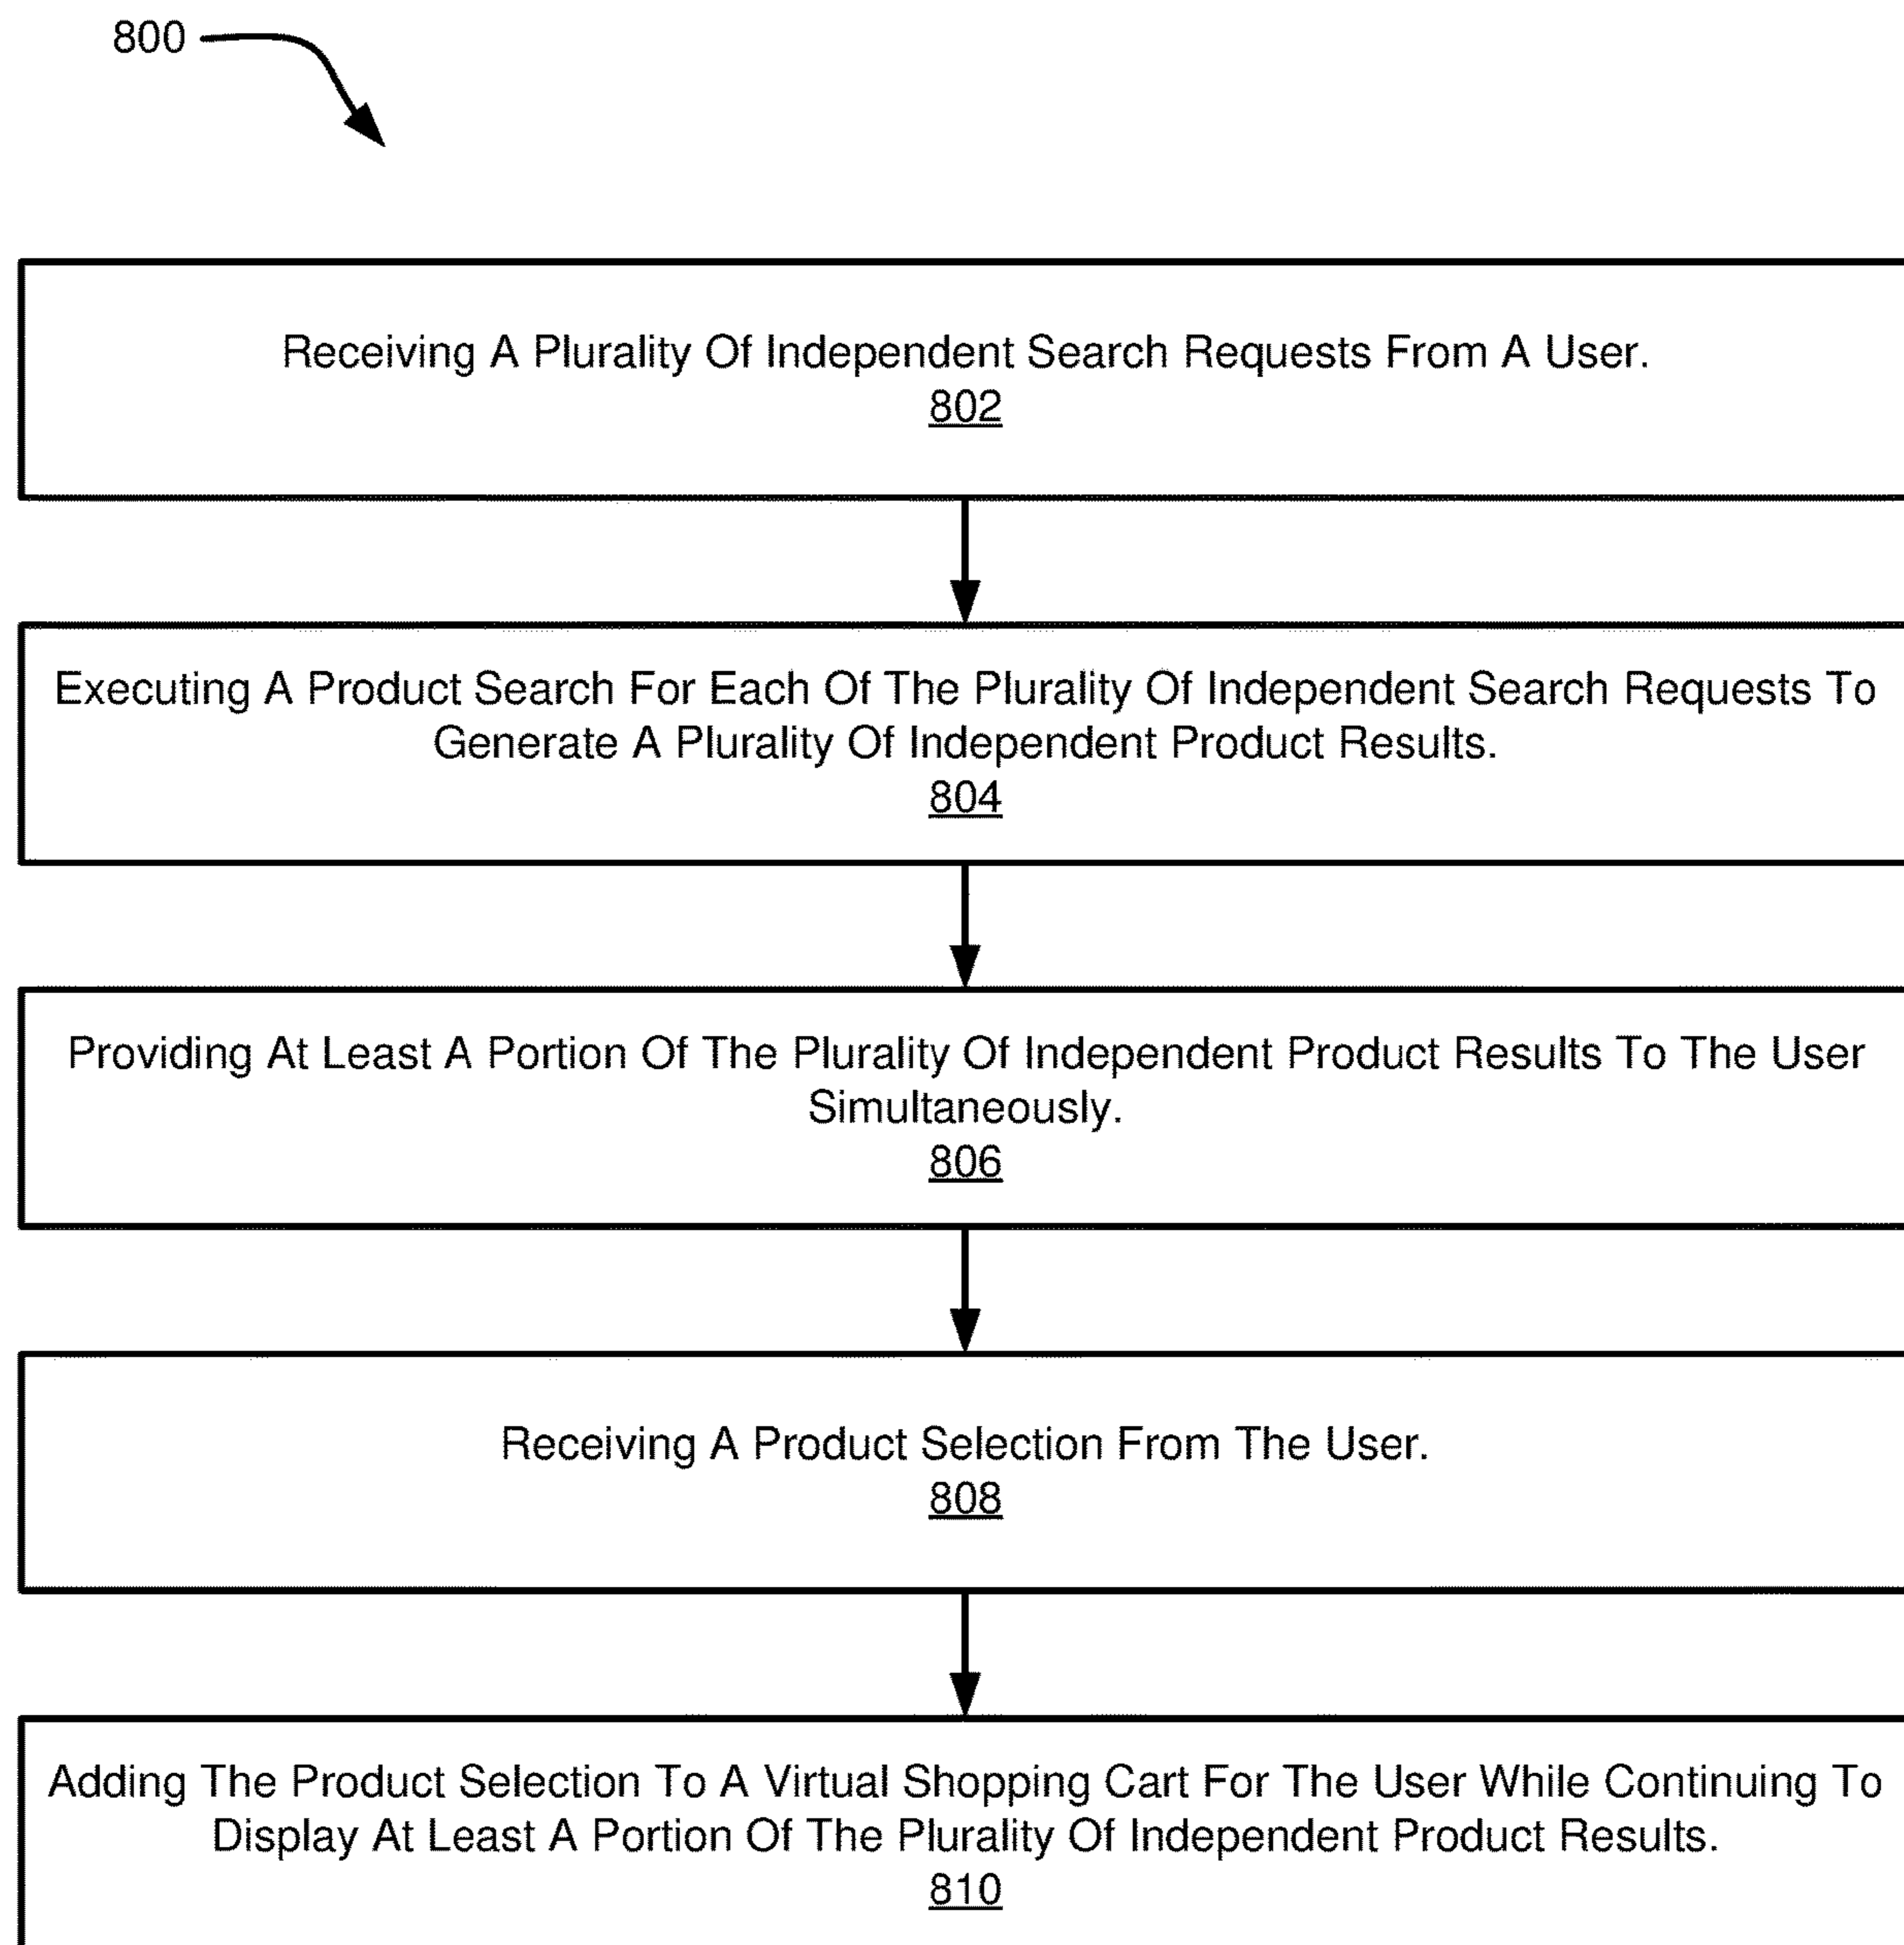 800
Receiving A Plurality Of Independent Search Requests From A User.
802
Executing A Product Search For Each Of The Plurality Of Independent Search Requests To
Generate A Plurality Of Independent Product Results.
804
Providing At Least A Portion Of The Plurality Of Independent Product Results To The User
Simultaneously.
806
Receiving A Product Selection From The User.
808
Adding The Product Selection To A Virtual Shopping Cart For The User While Continuing To
Display At Least A Portion Of The Plurality Of Independent Product Results.
810